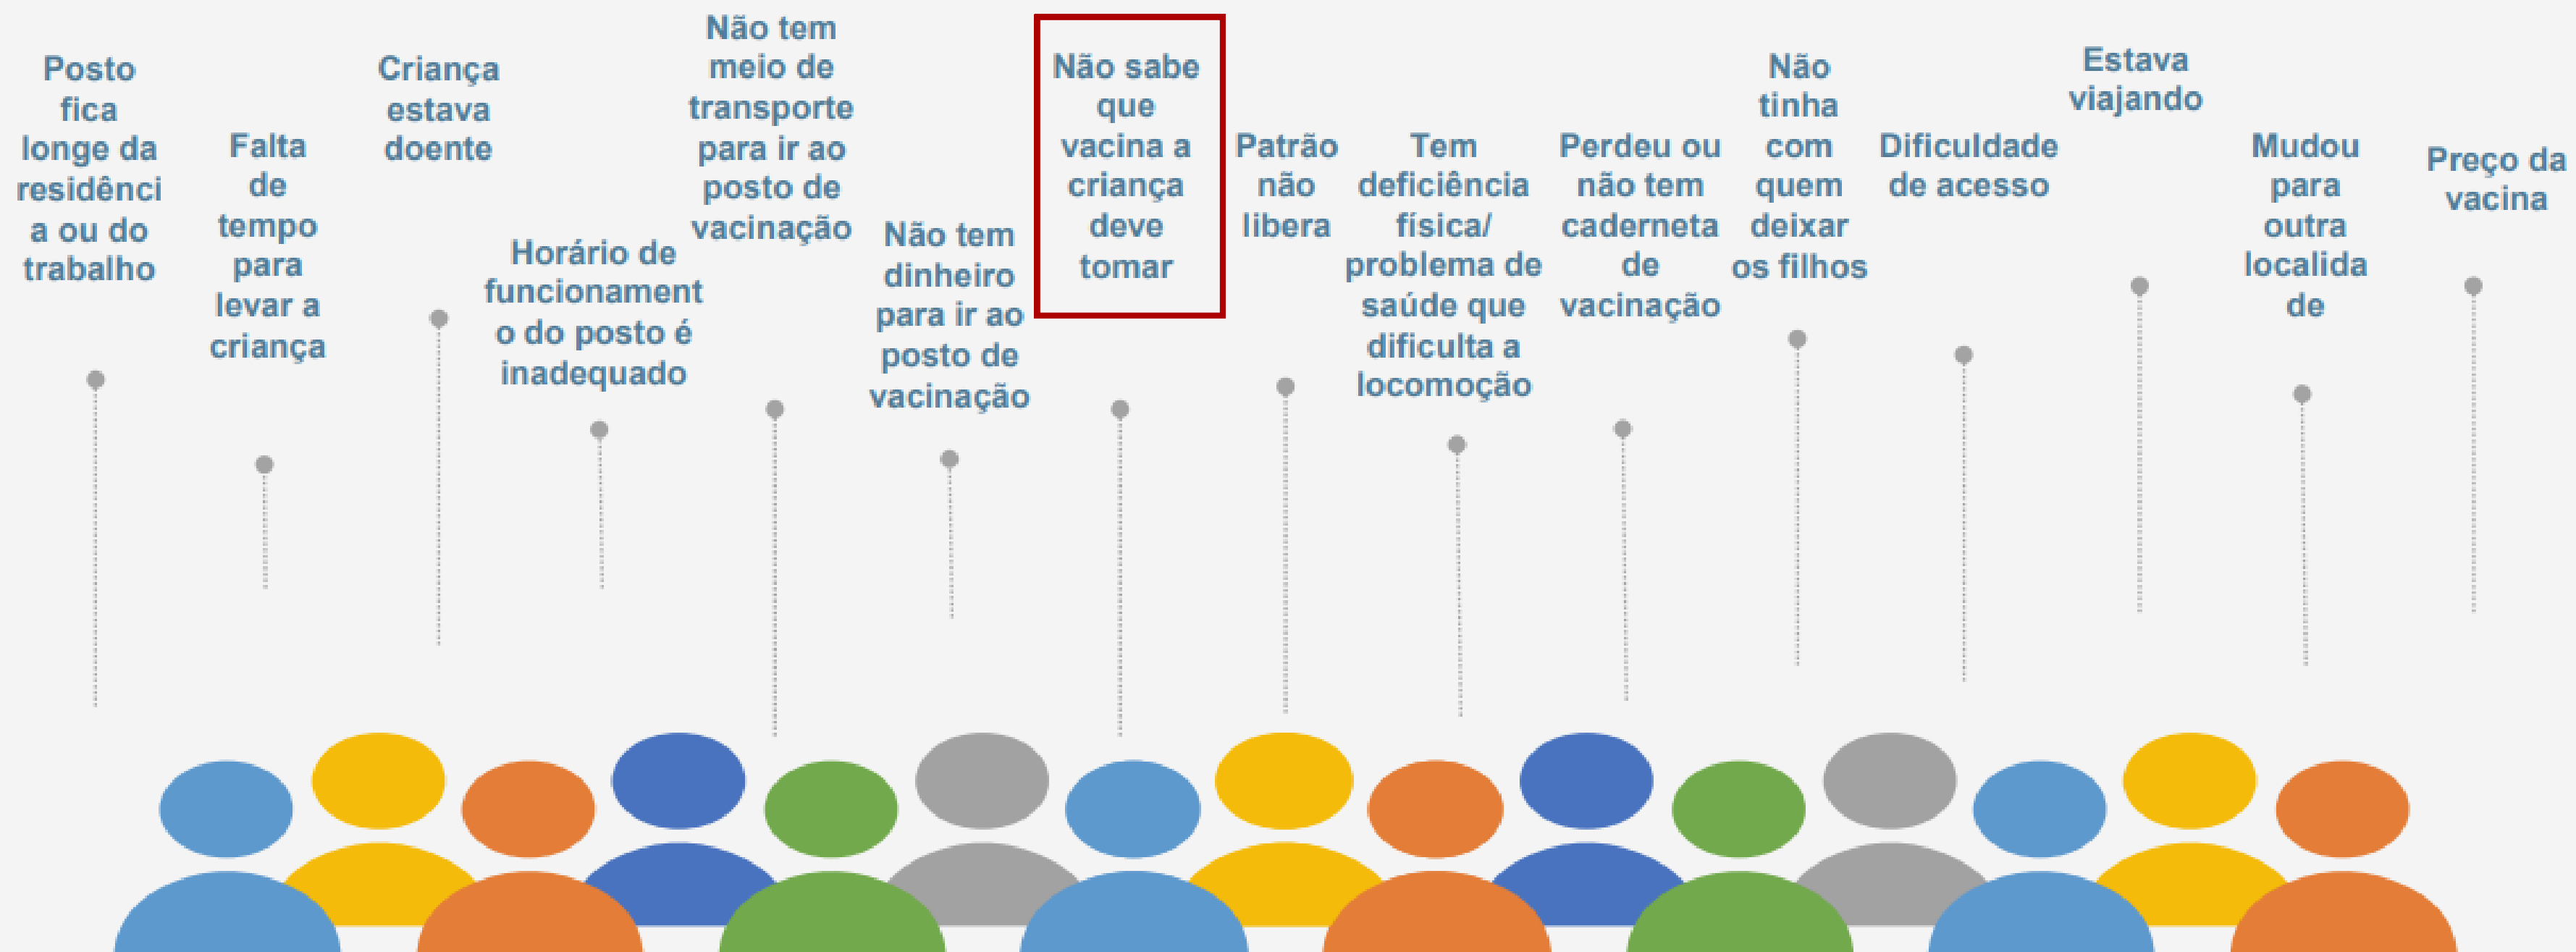 Posto
fica
longe da
residênci
a ou do
trabalho
Falta
de
tempo
para
levar a
criança
Criança
estava
doente
Horário de
funcionament
o do posto é
inadequado
Não tem
meio de
transporte
para ir ao
posto de
vacinação
Não tem
dinheiro
para ir ao
posto de
vacinação
Não sabe
que
vacina a
criança
deve
tomar
Patrão
não
libera
Tem
deficiência
física/
problema de
saúde que
dificulta a
locomoção
Perdeu ou
não tem
caderneta
de
vacinação
Não
tinha
com
quem
deixar
os filhos
Dificuldade
de acesso
Estava
viajando
Mudou
para
outra
localida
de
Preço da
vacina